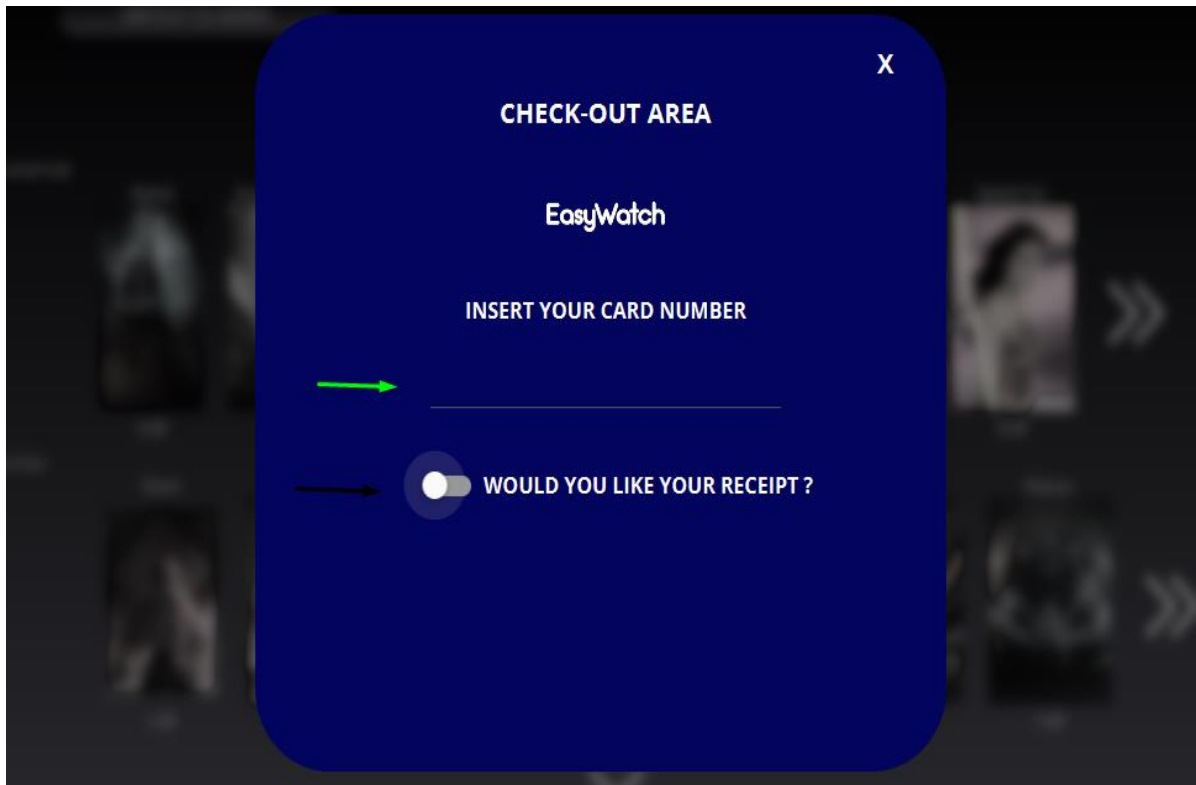 X
CHECK-OUT AREA
EasyWatch
INSERT YOUR CARD NUMBER
WOULD YOU LIKE YOUR RECEIPT ?